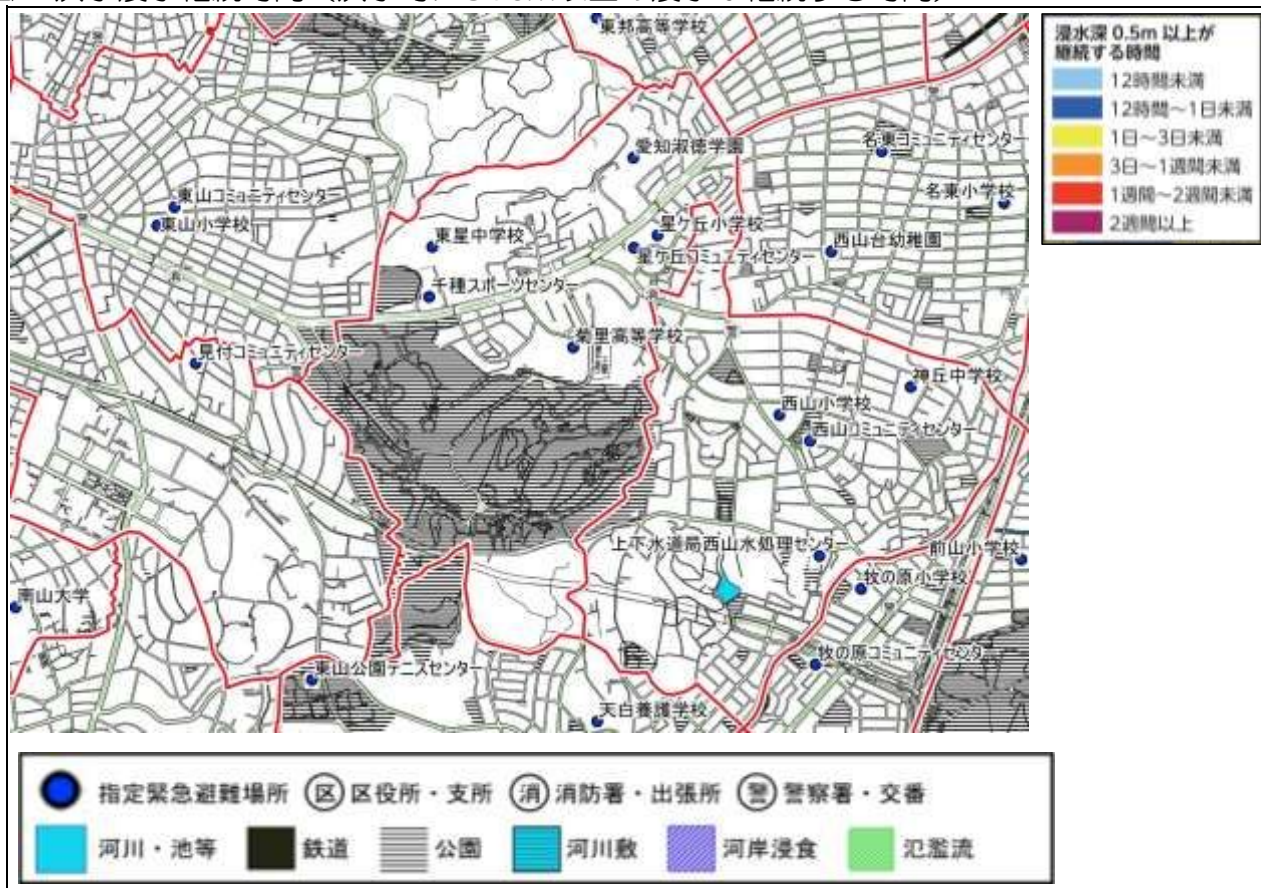 東邦高等学校
愛知淑徳学園
名東コミュニティセンター
名東小学校
東山コミュニティセンター
東山小学校
星ケ丘小学校
東星中学校
星ケ丘コミュニティセンター
西山台幼稚園
千種スポーツセンター
菊里高等学校
見付コミュニティセンター
神丘中学校
西山小学校
西山コミュニティセンター
上下水道局西山水処理センター
前山小学校
牧の原小学校
南山大学
牧の原コミュニティセンター
東山公園テニスセンター
天白養護学校
浸水深 0.5m 以上が
継続する時間
12時間未満
12時間~1日未満
1日~3日未満
3日~1週間未満
1週間~2週間未満
2週間以上
指定緊急避難場所 区 区役所・支所 消 消防署・出張所 警 警察署・交番
河川・池等 鉄道 公園 河川敷 河岸浸食 氾濫流